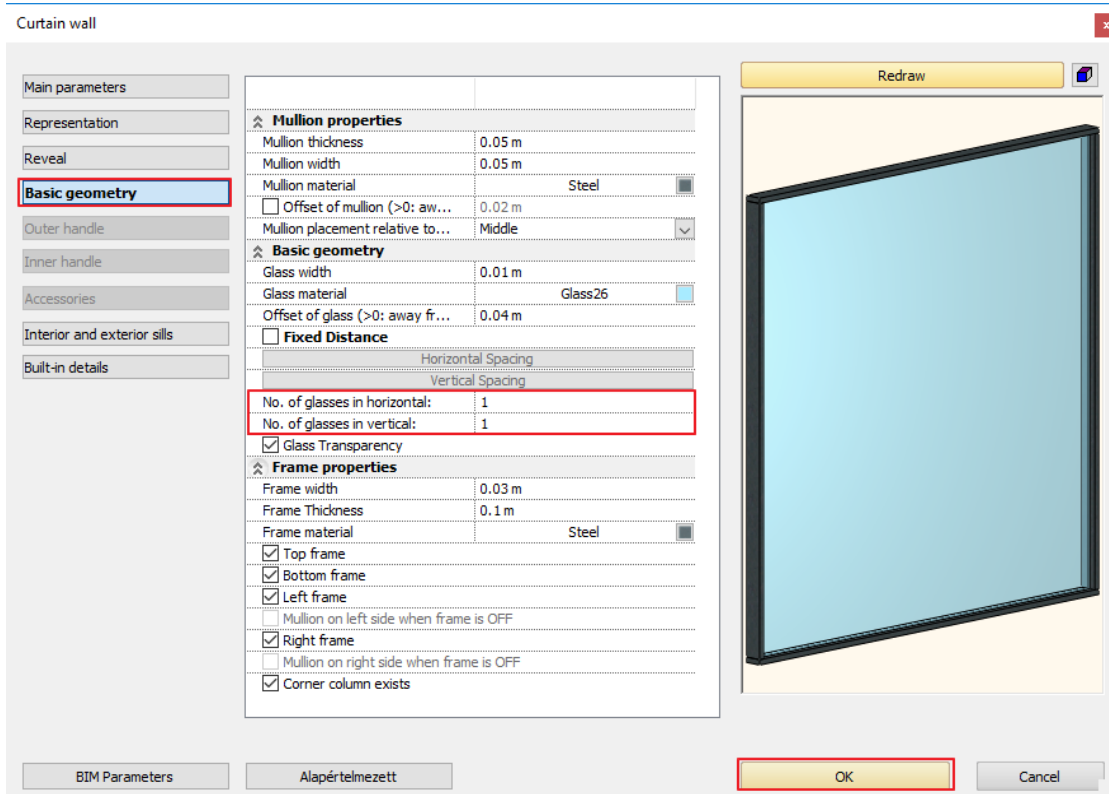 Curtain wall
x
Main parameters
Representation
Reveal
Basic geometry
Outer handle
Inner handle
Accessories
Interior and exterior sills
Built-in details
Mullion properties
Mullion thickness 0.05 m
Mullion width 0.05 m
Mullion material Steel
Offset of mullion (>0: aw... 0.02 m
Mullion placement relative to... Middle
Basic geometry
Glass width 0.01 m
Glass material Glass26
Offset of glass (>0: away fr... 0.04 m
Fixed Distance
Horizontal Spacing
Vertical Spacing
No. of glasses in horizontal: 1
No. of glasses in vertical: 1
Glass Transparency
Frame properties
Frame width 0.03 m
Frame Thickness 0.1 m
Frame material Steel
Top frame
Bottom frame
Left frame
Mullion on left side when frame is OFF
Right frame
Mullion on right side when frame is OFF
Corner column exists
Redraw
BIM Parameters
Alapértelmezett
OK
Cancel